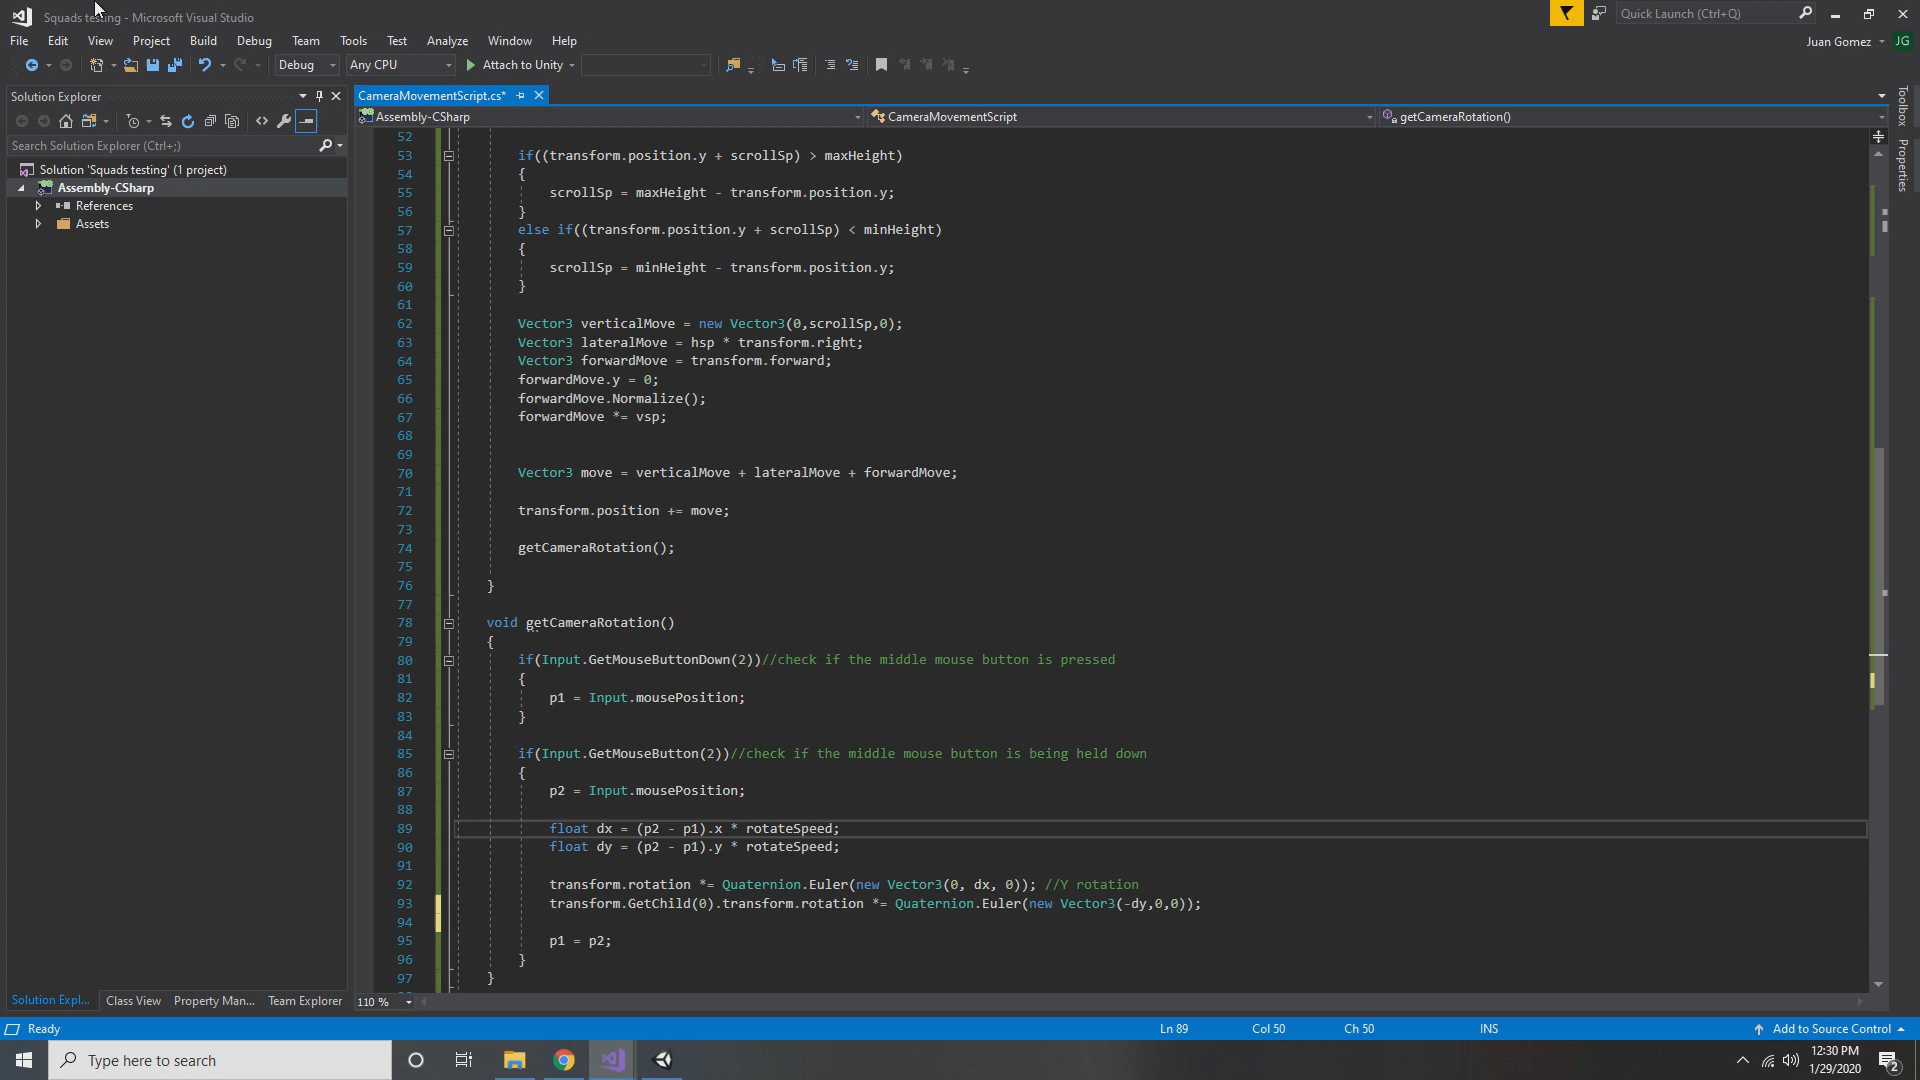 Squads testing - Microsoft Visual Studio
Quick Launch (Ctrl+Q)
File Edit View Project Build Debug Team Tools Test Analyze Window Help
Juan Gomez JG
Debug Any CPU Attach to Unity
Solution Explorer
Search Solution Explorer (Ctrl+;)
Solution 'Squads testing' (1 project)
Assembly-CSharp
References
Assets
Solution Expl... Class View Property Man... Team Explorer
CameraMovementScript.cs*
Assembly-CSharp CameraMovementScript getCameraRotation()
52
53 if((transform.position.y + scrollSp) > maxHeight)
54 {
55 scrollSp = maxHeight - transform.position.y;
56 }
57 else if((transform.position.y + scrollSp) < minHeight)
58 {
59 scrollSp = minHeight - transform.position.y;
60 }
61
62 Vector3 verticalMove = new Vector3(0,scrollSp,0);
63 Vector3 lateralMove = hsp * transform.right;
64 Vector3 forwardMove = transform.forward;
65 forwardMove.y = 0;
66 forwardMove.Normalize();
67 forwardMove *= vsp;
68
69
70 Vector3 move = verticalMove + lateralMove + forwardMove;
71
72 transform.position += move;
73
74 getCameraRotation();
75
76 }
77
78 void getCameraRotation()
79 {
80 if(Input.GetMouseButtonDown(2))//check if the middle mouse button is pressed
81 {
82 p1 = Input.mousePosition;
83 }
84
85 if(Input.GetMouseButton(2))//check if the middle mouse button is being held down
86 {
87 p2 = Input.mousePosition;
88
89 float dx = (p2 - p1).x * rotateSpeed;
90 float dy = (p2 - p1).y * rotateSpeed;
91
92 transform.rotation *= Quaternion.Euler(new Vector3(0, dx, 0)); //Y rotation
93 transform.GetChild(0).transform.rotation *= Quaternion.Euler(new Vector3(-dy,0,0));
94
95 p1 = p2;
96 }
97 }
110 %
Toolbox
Properties
Ready Ln 89 Col 50 Ch 50 INS Add to Source Control
Type here to search
12:30 PM
1/29/2020
2